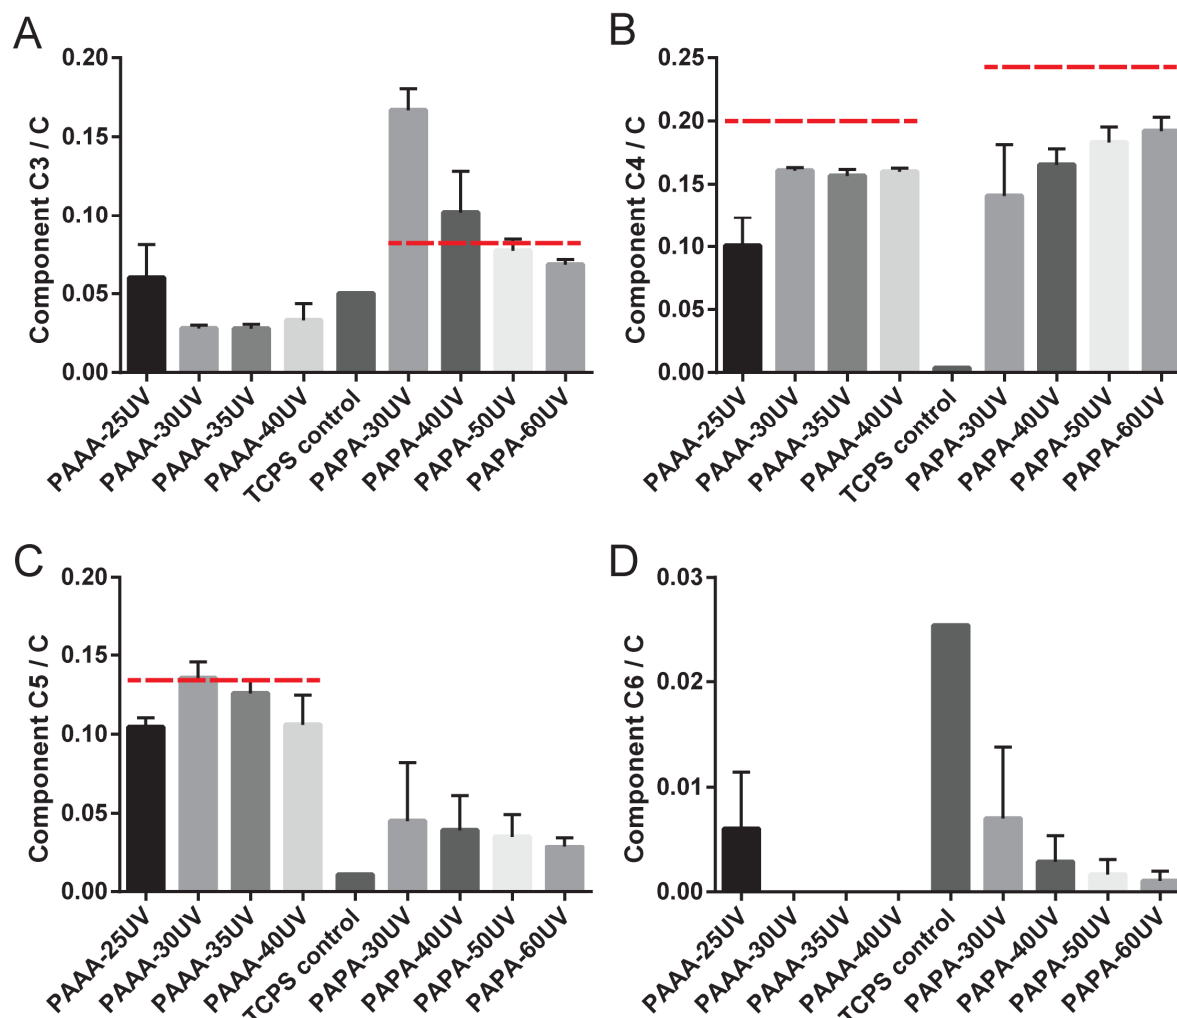 A
Component C3 / C
0.20
0.15
0.10
0.05
0.00
PAAA-25UV
PAAA-30UV
PAAA-35UV
PAAA-40UV
TCPS control
PAPA-30UV
PAPA-40UV
PAPA-50UV
PAPA-60UV
B
Component C4 / C
0.25
0.20
0.15
0.10
0.05
0.00
PAAA-25UV
PAAA-30UV
PAAA-35UV
PAAA-40UV
TCPS control
PAPA-30UV
PAPA-40UV
PAPA-50UV
PAPA-60UV
C
Component C5 / C
0.20
0.15
0.10
0.05
0.00
PAAA-25UV
PAAA-30UV
PAAA-35UV
PAAA-40UV
TCPS control
PAPA-30UV
PAPA-40UV
PAPA-50UV
PAPA-60UV
D
Component C6 / C
0.03
0.02
0.01
0.00
PAAA-25UV
PAAA-30UV
PAAA-35UV
PAAA-40UV
TCPS control
PAPA-30UV
PAPA-40UV
PAPA-50UV
PAPA-60UV